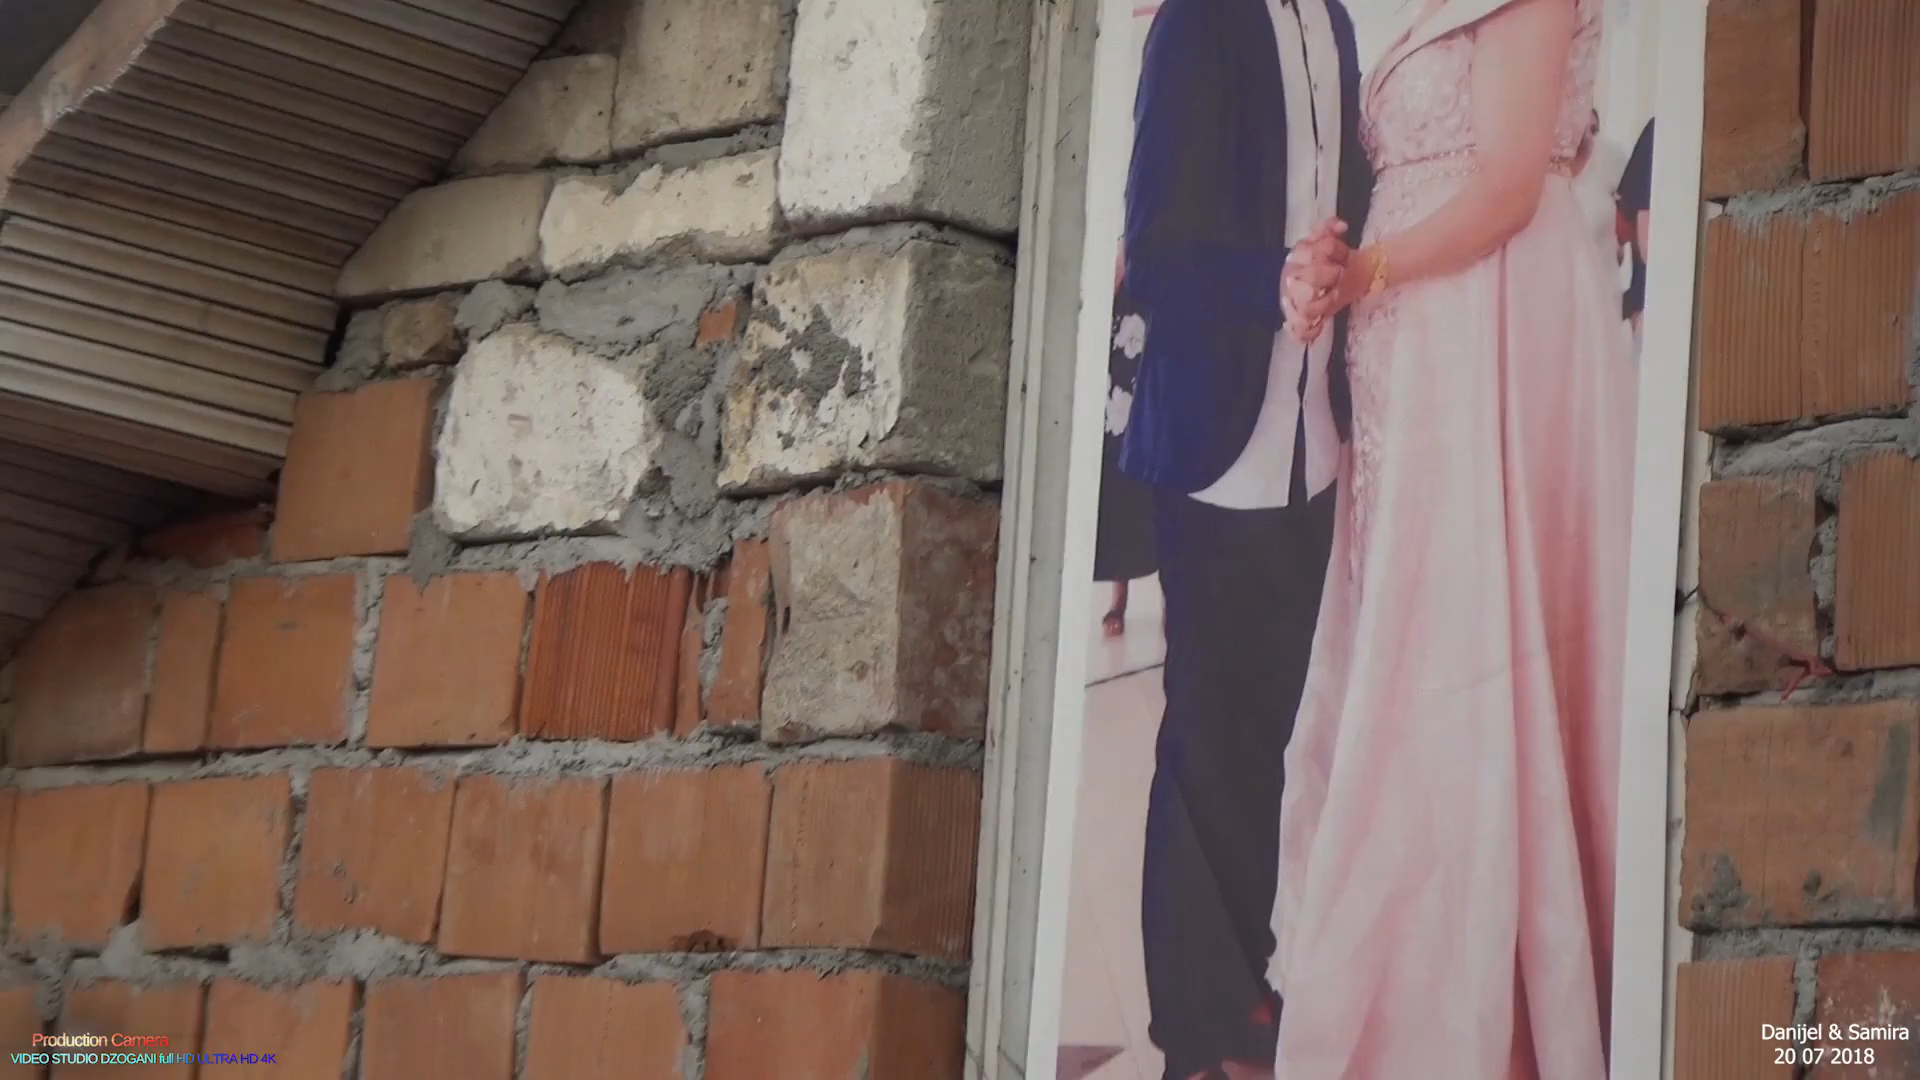 Production Camera
VIDEO STUDIO DZOGANI full HD ULTRA HD 4K
Danijel & Samira
20 07 2018